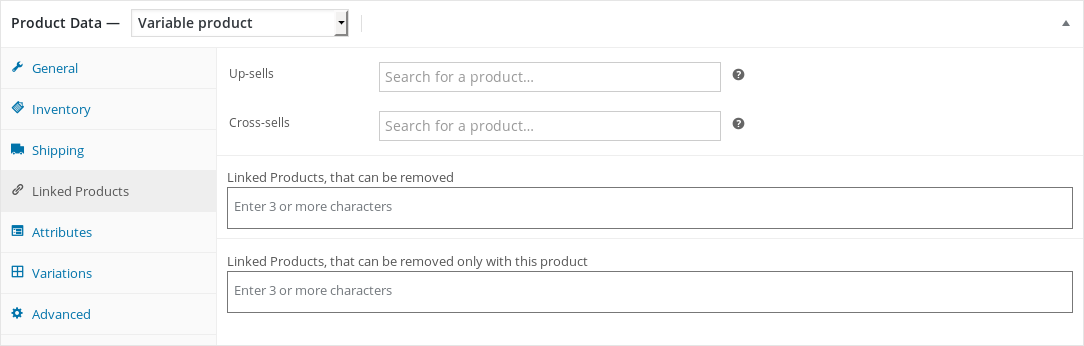 Product Data — Variable product
General
Inventory
Shipping
Linked Products
Attributes
Variations
Advanced
Up-sells Search for a product…
Cross-sells Search for a product…
Linked Products, that can be removed
Enter 3 or more characters
Linked Products, that can be removed only with this product
Enter 3 or more characters